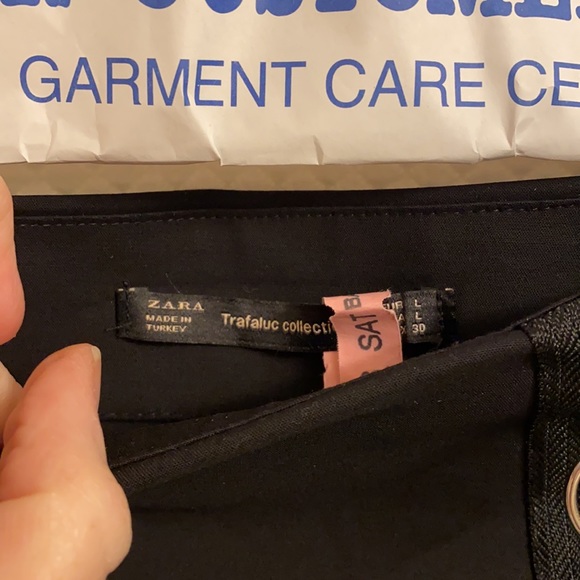 GARMENT CARE CE
ZARA
MADE IN
TURKEY
Trafaluc collecti
SAT B
L
L
30